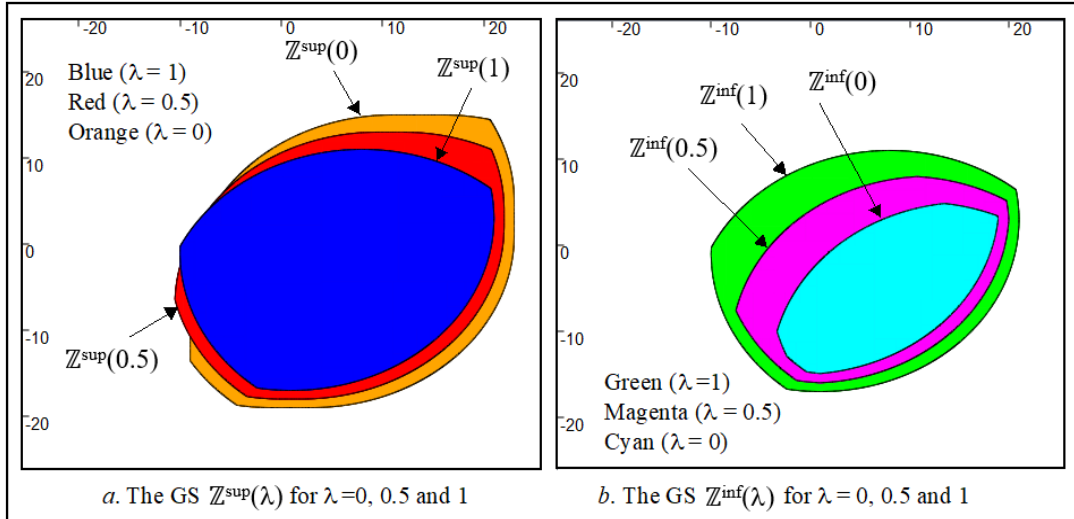 -20 0 10 20
ℤsup(0)
Blue (λ = 1)
ℤsup(1)
20
Red (λ = 0.5)
Orange (λ = 0)
10
0
-10
ℤsup(0.5)
-20
a. The GS ℤsup(λ) for λ =0, 0.5 and 1
-20 0 10 20
20
ℤinf(1)
ℤinf(0)
ℤinf(0.5)
10
0
-10
Green (λ =1)
Magenta (λ = 0.5)
-20
Cyan (λ = 0)
b. The GS ℤinf(λ) for λ = 0, 0.5 and 1